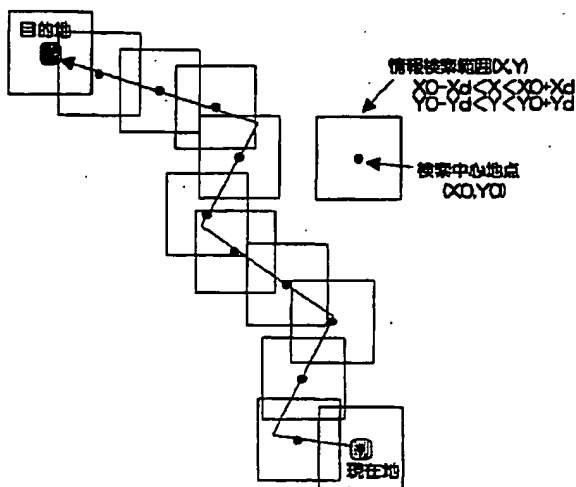 目的地
情報検索範囲(X,Y)
X0-Xd<X<X0+Xd
Y0-Yd<Y<Y0+Yd
検索中心地点
(X0,Y0)
現在地